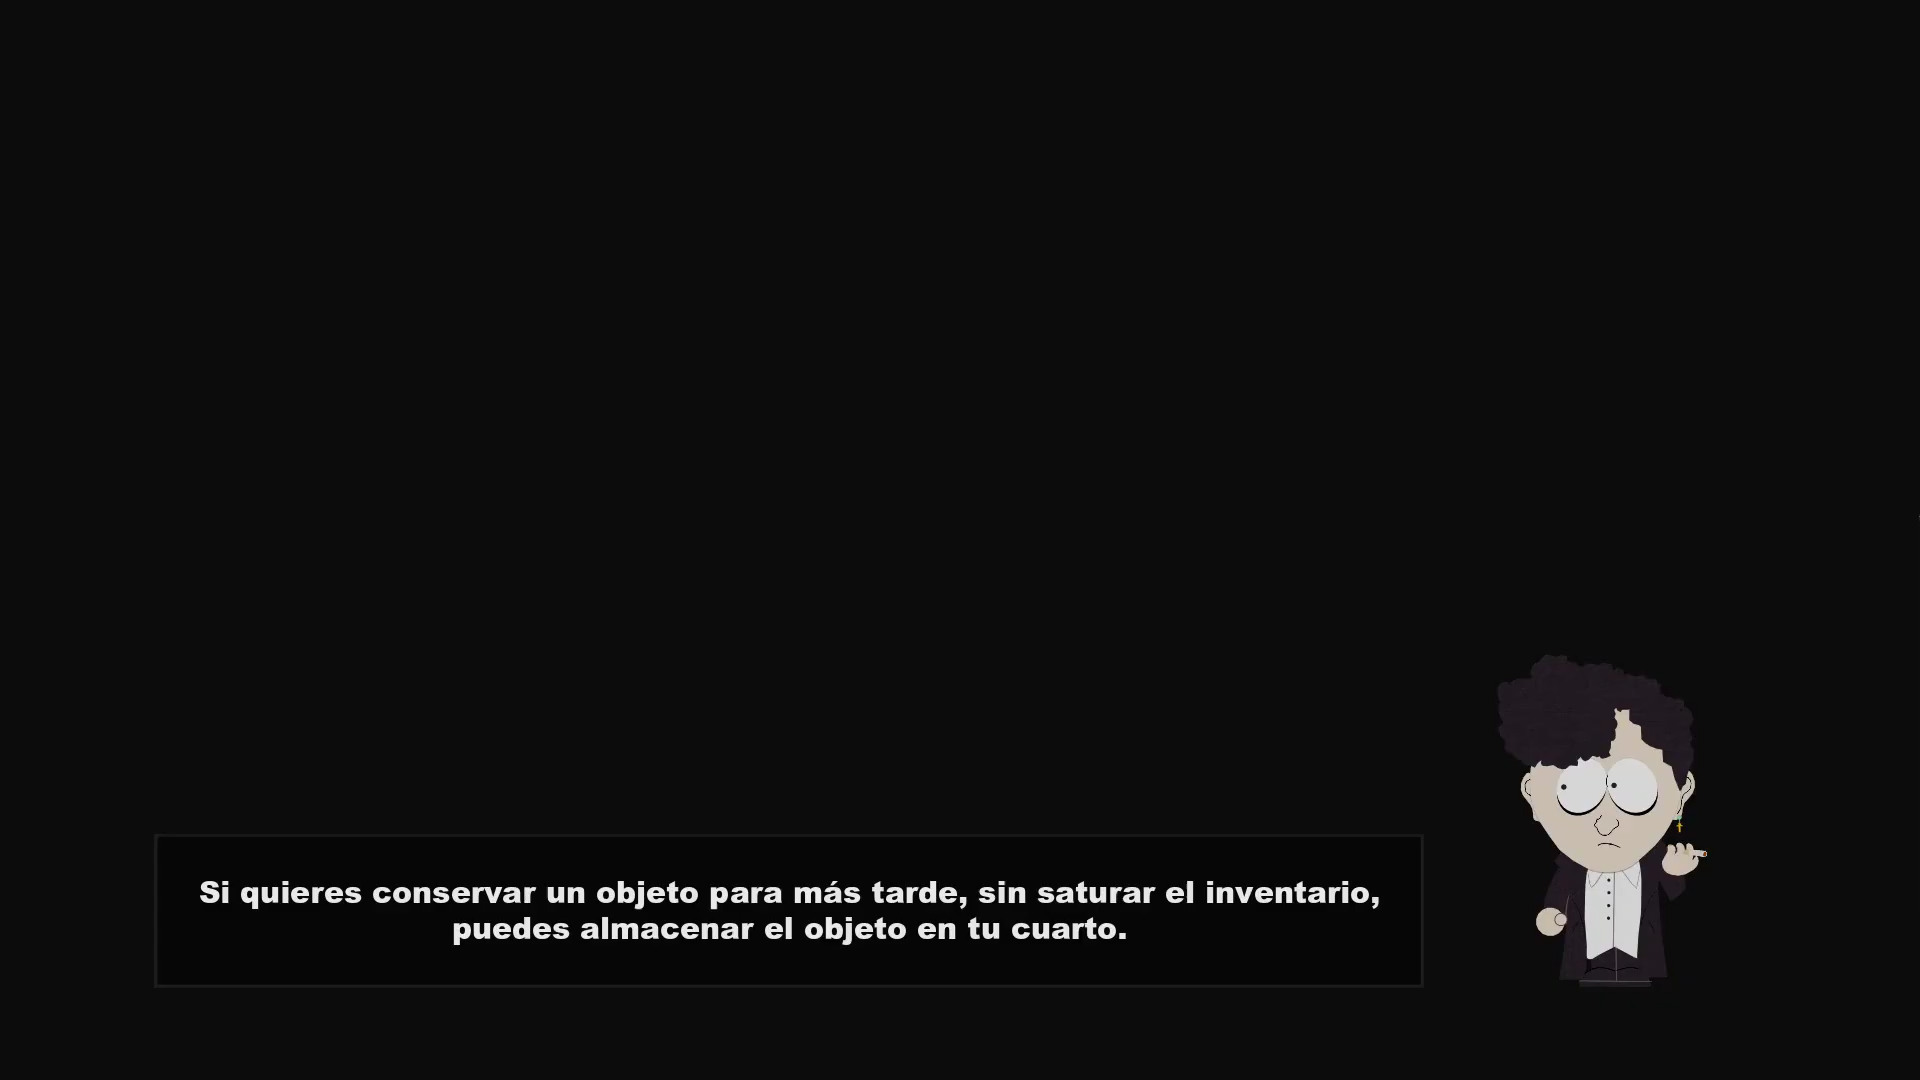 Si quieres conservar un objeto para más tarde, sin saturar el inventario,
puedes almacenar el objeto en tu cuarto.